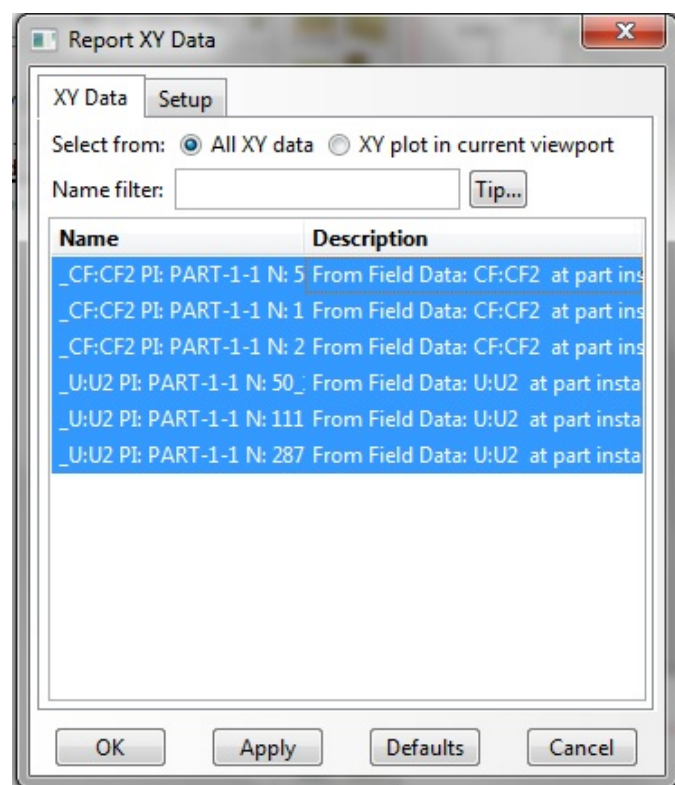 Report XY Data
XY Data Setup
Select from: All XY data XY plot in current viewport
Name filter: Tip...
Name Description
_CF:CF2 PI: PART-1-1 N: 5 From Field Data: CF:CF2 at part ins
_CF:CF2 PI: PART-1-1 N: 1 From Field Data: CF:CF2 at part ins
_CF:CF2 PI: PART-1-1 N: 2 From Field Data: CF:CF2 at part ins
_U:U2 PI: PART-1-1 N: 50_ From Field Data: U:U2 at part insta
_U:U2 PI: PART-1-1 N: 111 From Field Data: U:U2 at part insta
_U:U2 PI: PART-1-1 N: 287 From Field Data: U:U2 at part insta
OK Apply Defaults Cancel